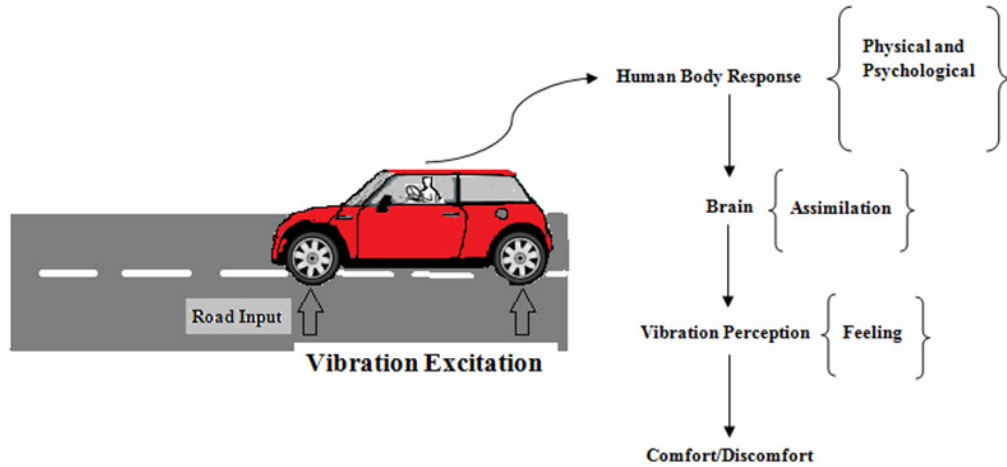 Road Input
Vibration Excitation
Human Body Response
Physical and
Psychological
Brain
Assimilation
Vibration Perception
Feeling
Comfort/Discomfort